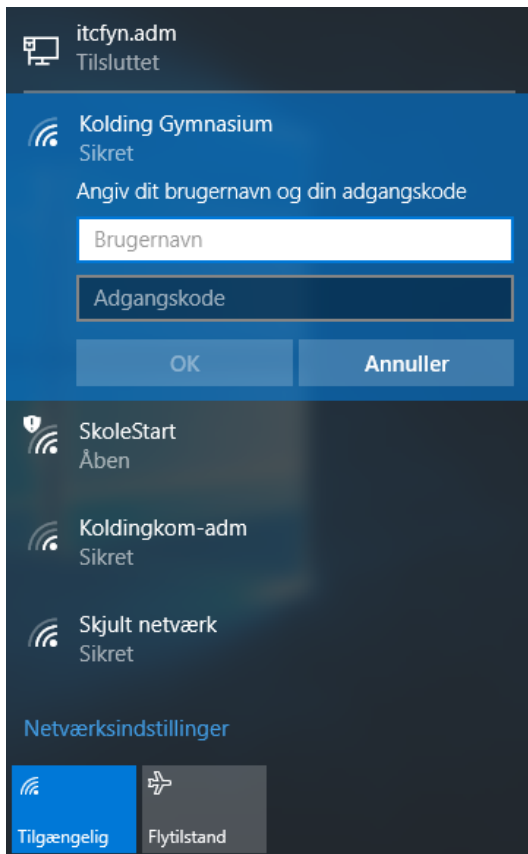 itcfyn.adm
Tilsluttet
Kolding Gymnasium
Sikret
Angiv dit brugernavn og din adgangskode
Brugernavn
Adgangskode
OK
Annuller
SkoleStart
Åben
Koldingkom-adm
Sikret
Skjult netværk
Sikret
Netværksindstillinger
Tilgængelig
Flytilstand